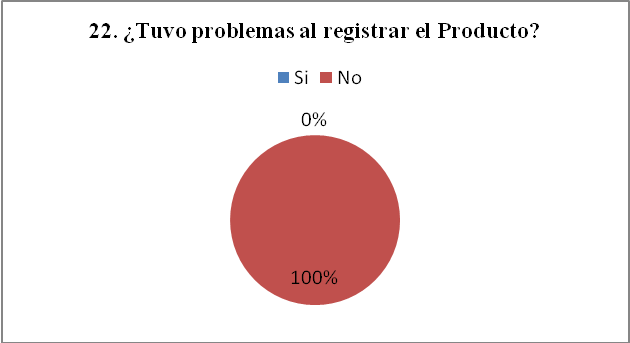 22. ¿Tuvo problemas al registrar el Producto?
Si No
0%
100%